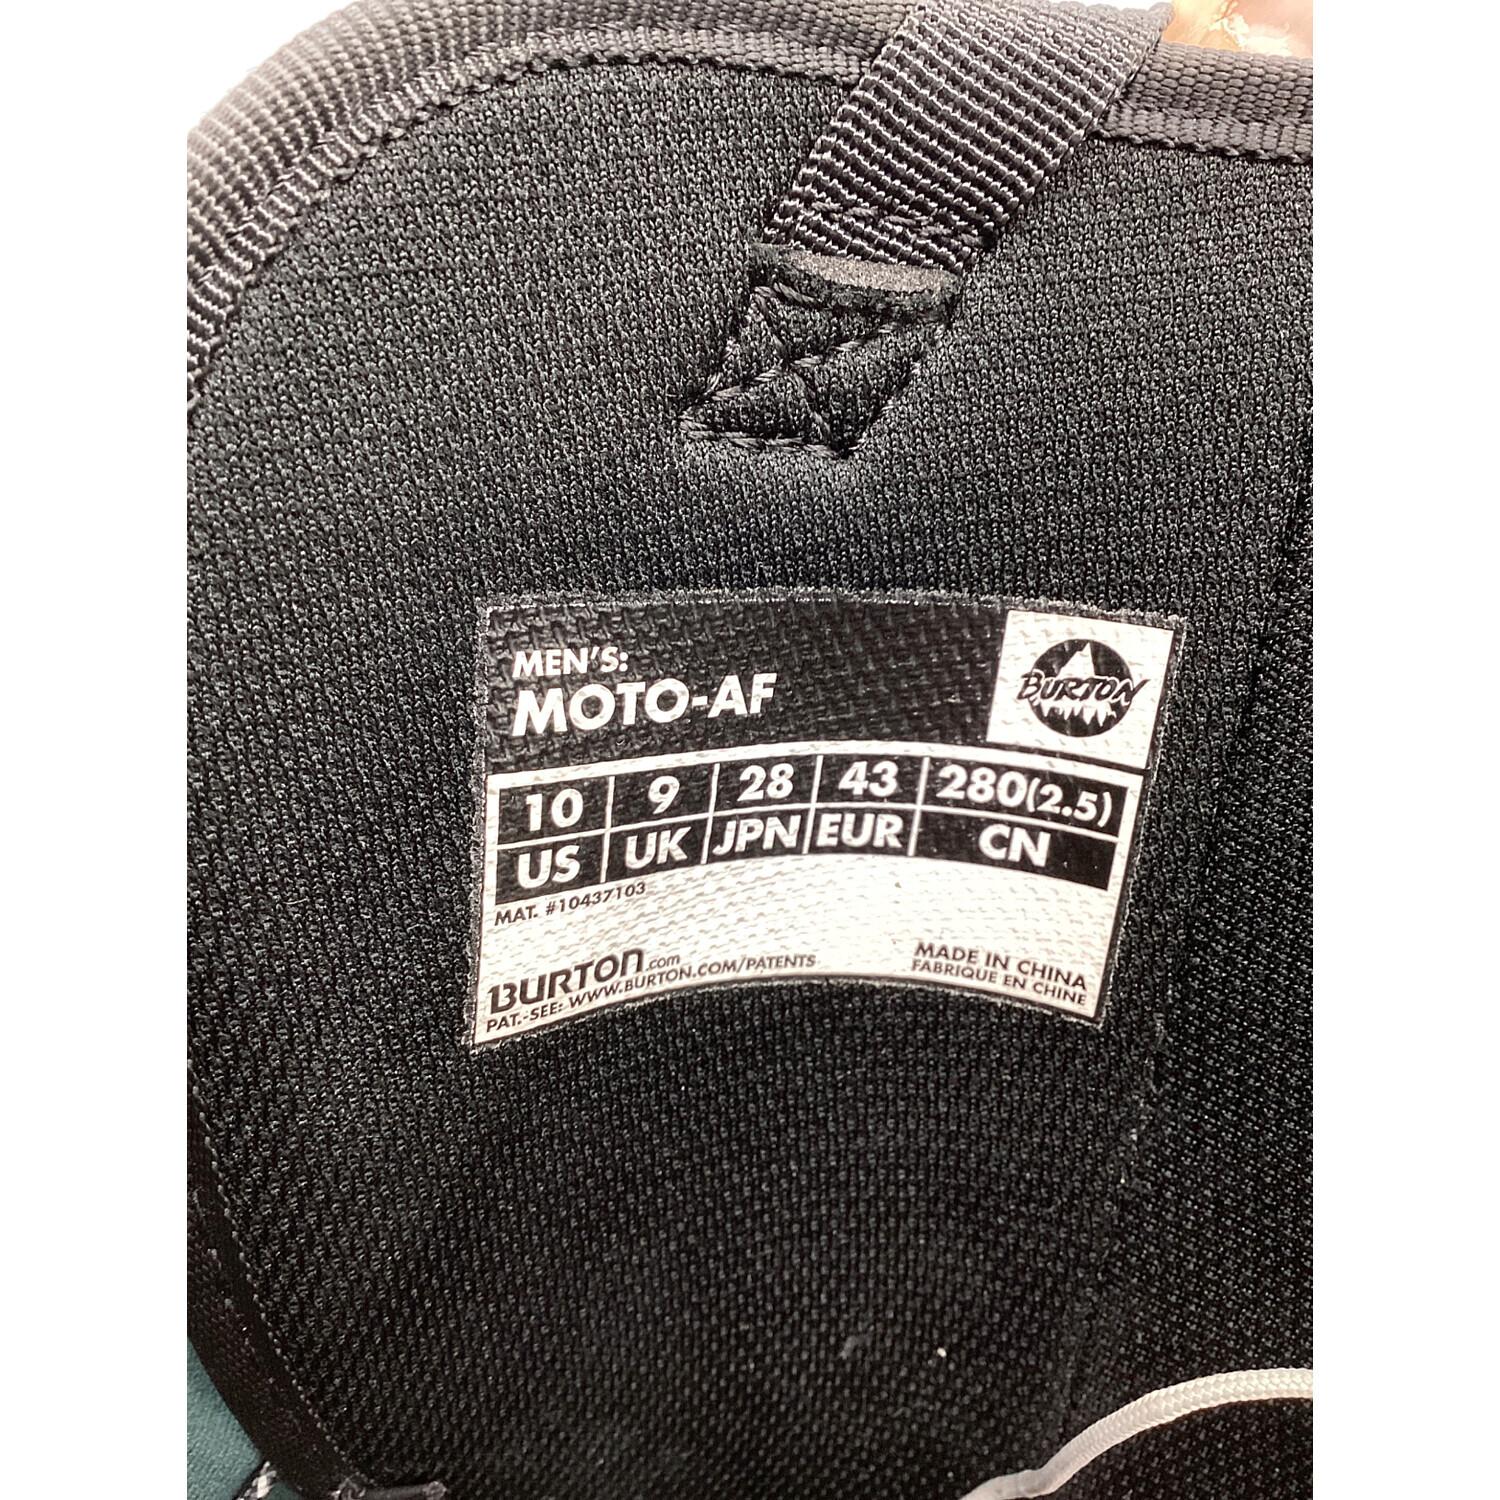 MEN'S:
MOTO-AF
BURTON
10 9 28 43 280(2.5)
US UK JPN EUR CN
MAT. #10437103
BURTON.com
PAT.-SEE: WWW.BURTON.COM/PATENTS
MADE IN CHINA
FABRIQUE EN CHINE